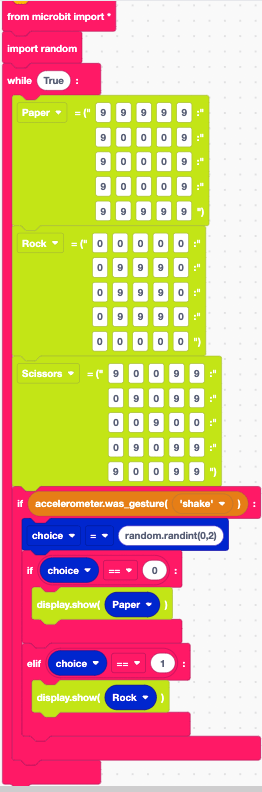 from microbit import *
import random
while True :
Paper = (" 9 9 9 9 9 :"
9 0 0 0 9 :"
9 0 0 0 9 :"
9 0 0 0 9 :"
9 9 9 9 9 ")
Rock = (" 0 0 0 0 0 :"
0 9 9 9 0 :"
0 9 9 9 0 :"
0 9 9 9 0 :"
0 0 0 0 0 ")
Scissors = (" 9 0 0 9 9 :"
0 9 0 9 9 :"
0 0 9 0 0 :"
0 9 0 9 9 :"
9 0 0 9 9 ")
if accelerometer.was_gesture( 'shake' ) :
choice = random.randint(0,2)
if choice == 0 :
display.show( Paper )
elif choice == 1 :
display.show( Rock )